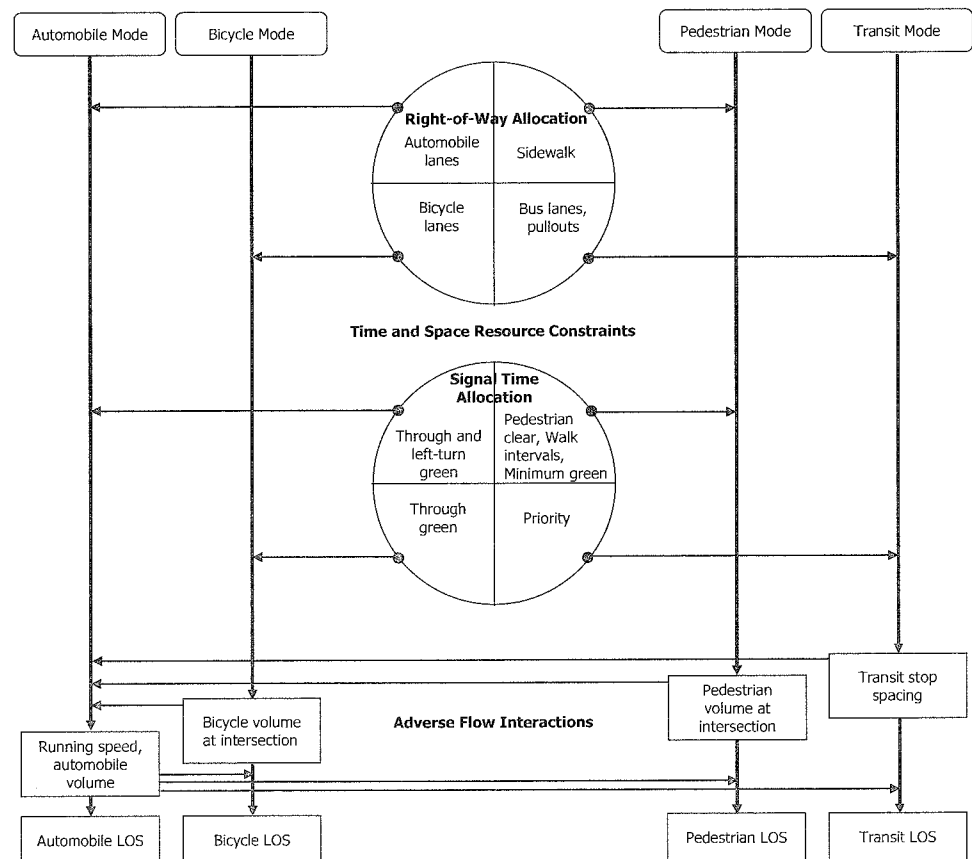 Automobile Mode
Bicycle Mode
Pedestrian Mode
Transit Mode
Right-of-Way Allocation
Automobile
lanes
Sidewalk
Bicycle
lanes
Bus lanes,
pullouts
Time and Space Resource Constraints
Signal Time
Allocation
Through and
left-turn
green
Pedestrian
clear, Walk
intervals,
Minimum green
Through
green
Priority
Transit stop
spacing
Pedestrian
volume at
intersection
Bicycle volume
at intersection
Adverse Flow Interactions
Running speed,
automobile
volume
Automobile LOS
Bicycle LOS
Pedestrian LOS
Transit LOS